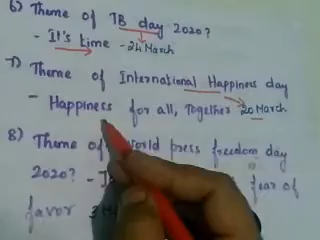 6) Theme of TB day 2020?
- It's time - 24 March
7) Theme of International Happiness day
- Happiness for all, Together 20 March
8) Theme of World press freedom day
2020? - fear of
favor 3